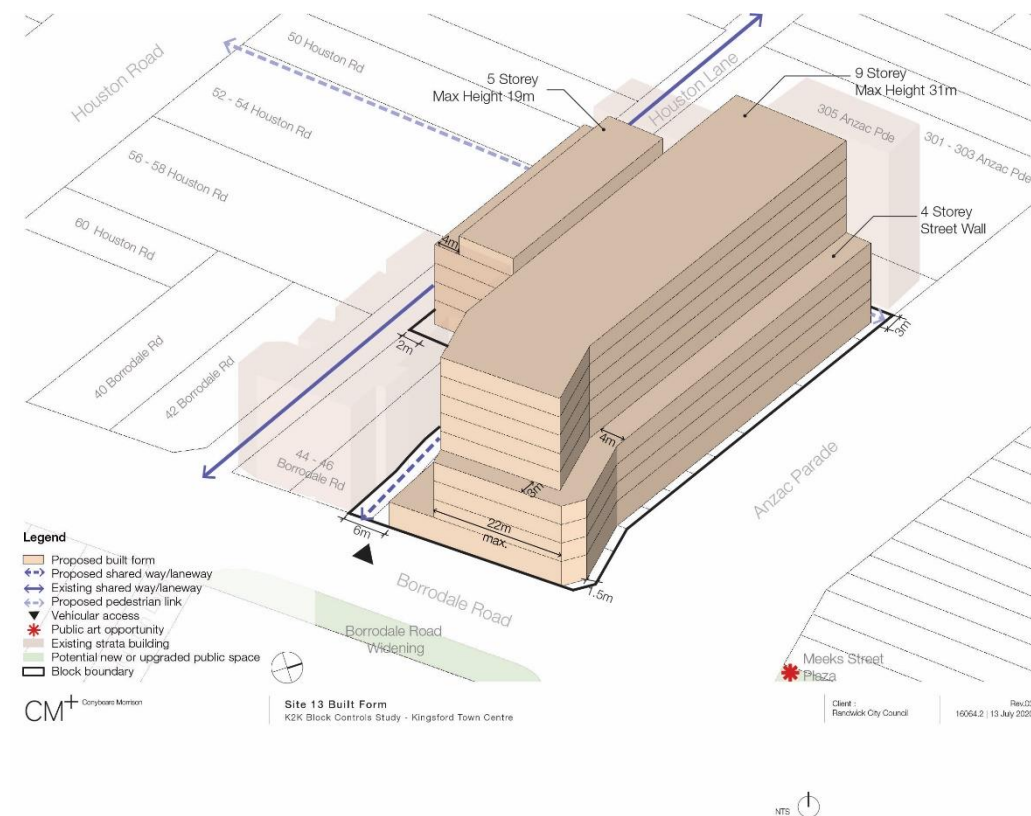 Houston Road
50 Houston Rd
52 - 54 Houston Rd
56 - 58 Houston Rd
60 Houston Rd
40 Borrodale Rd
42 Borrodale Rd
44 - 46
Borrodale Rd
5 Storey
Max Height 19m
Houston Lane
9 Storey
Max Height 31m
305 Anzac Pde
301 - 303 Anzac Pde
4 Storey
Street Wall
4m
2m
3m
4m
3m
22m
max.
6m
1.5m
Anzac Parade
Borrodale Road
Borrodale Road
Widening
Meeks Street
Plaza
Legend
Proposed built form
Proposed shared way/laneway
Existing shared way/laneway
Proposed pedestrian link
Vehicular access
Public art opportunity
Existing strata building
Potential new or upgraded public space
Block boundary
CM+ Conybeare Morrison
Site 13 Built Form
K2K Block Controls Study - Kingsford Town Centre
Client :
Randwick City Council
16064.2 | 13 July 202
NTS